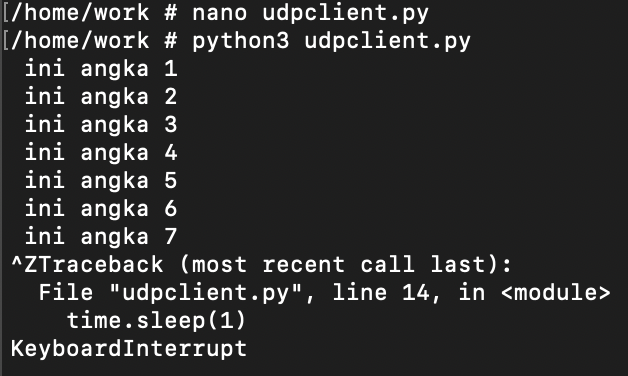 [/home/work # nano udpclient.py
[/home/work # python3 udpclient.py
 ini angka 1
 ini angka 2
 ini angka 3
 ini angka 4
 ini angka 5
 ini angka 6
 ini angka 7
^ZTraceback (most recent call last):
  File "udpclient.py", line 14, in <module>
    time.sleep(1)
KeyboardInterrupt